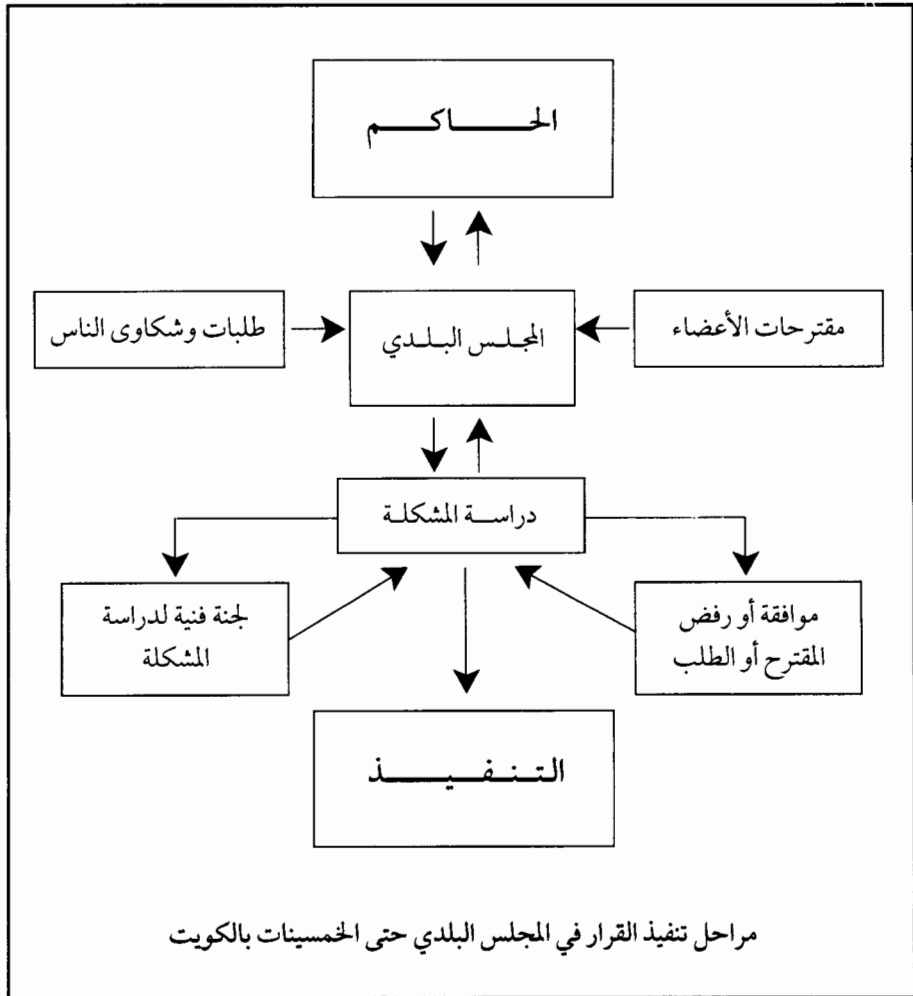 الحاكم
مقترحات الأعضاء
المجلس البلدي
طلبات وشكاوى الناس
دراسة المشكلة
موافقة أو رفض
المقترح أو الطلب
لجنة فنية لدراسة
المشكلة
التنفيذ
مراحل تنفيذ القرار في المجلس البلدي حتى الخمسينات بالكويت